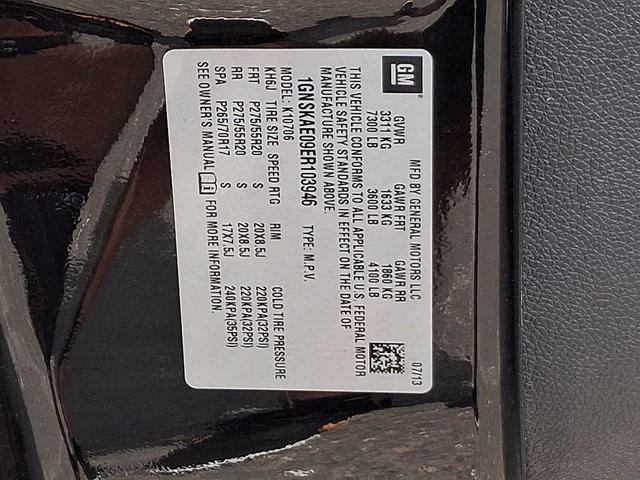 GM
MFD BY GENERAL MOTORS LLC 07/13
GVWR GAWR FRT GAWR RR
3311 KG 1633 KG 1860 KG
7300 LB 3600 LB 4100 LB
THIS VEHICLE CONFORMS TO ALL APPLICABLE U.S. FEDERAL MOTOR
VEHICLE SAFETY STANDARDS IN EFFECT ON THE DATE OF
MANUFACTURE SHOWN ABOVE.
1GNSKAE09ER103946 TYPE: M.P.V.
MODEL: K10706
KH6J TIRE SIZE SPEED RTG RIM COLD TIRE PRESSURE
FRT P275/55R20 S 20X8.5J 220KPA(32PSI)
RR P275/55R20 S 20X8.5J 220KPA(32PSI)
SPA P265/70R17 S 17X7.5J 240KPA(35PSI)
SEE OWNER'S MANUAL FOR MORE INFORMATION.